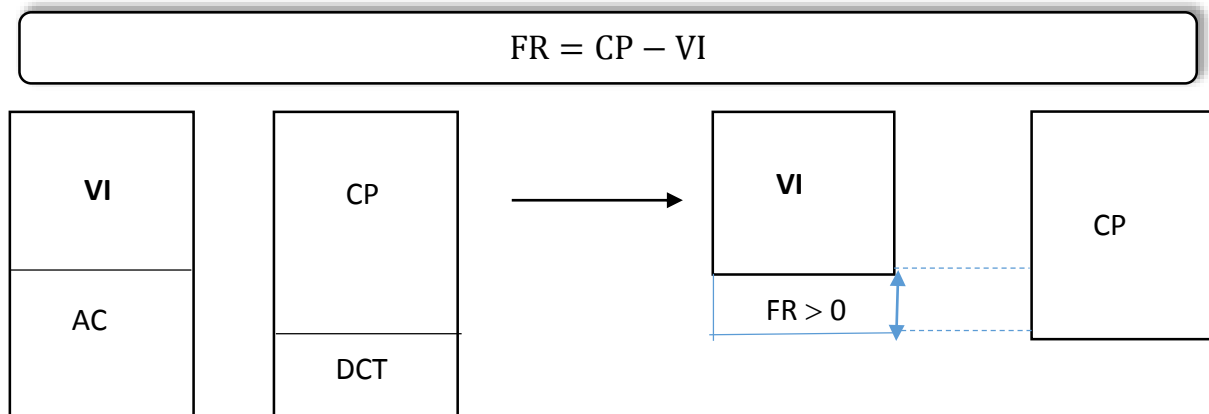 FR = CP − VI
VI
CP
VI
CP
AC
FR > 0
DCT